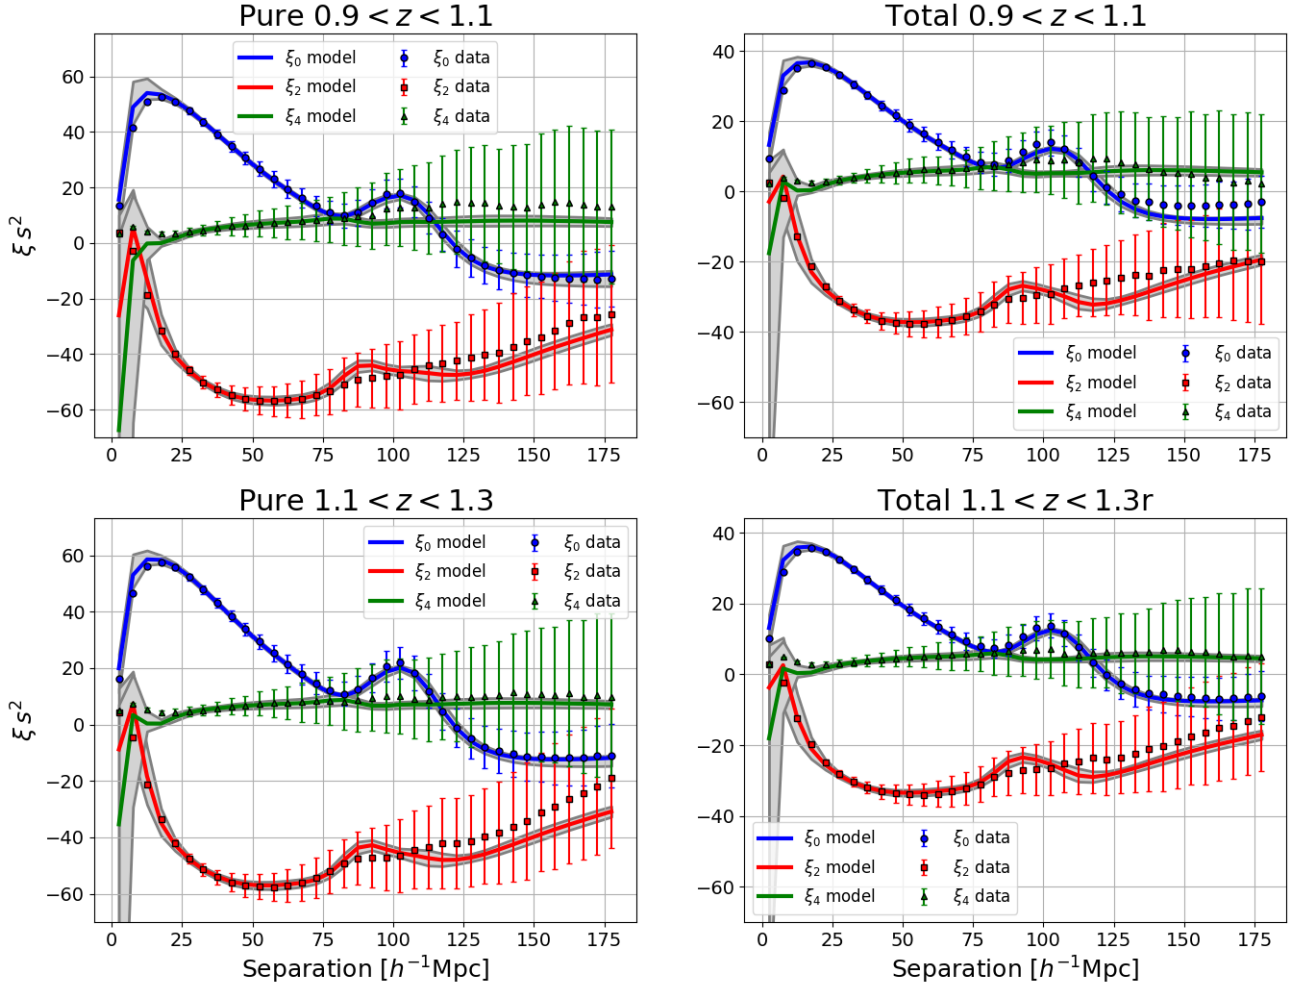 Pure 0.9 < z < 1.1
ξ s²
60
40
20
0
−20
−40
−60
0 25 50 75 100 125 150 175
ξ₀ model ξ₀ data
ξ₂ model ξ₂ data
ξ₄ model ξ₄ data
Total 0.9 < z < 1.1
40
20
0
−20
−40
−60
0 25 50 75 100 125 150 175
ξ₀ model ξ₀ data
ξ₂ model ξ₂ data
ξ₄ model ξ₄ data
Pure 1.1 < z < 1.3
ξ s²
60
40
20
0
−20
−40
−60
0 25 50 75 100 125 150 175
Separation [h⁻¹Mpc]
ξ₀ model ξ₀ data
ξ₂ model ξ₂ data
ξ₄ model ξ₄ data
Total 1.1 < z < 1.3r
40
20
0
−20
−40
−60
0 25 50 75 100 125 150 175
Separation [h⁻¹Mpc]
ξ₀ model ξ₀ data
ξ₂ model ξ₂ data
ξ₄ model ξ₄ data